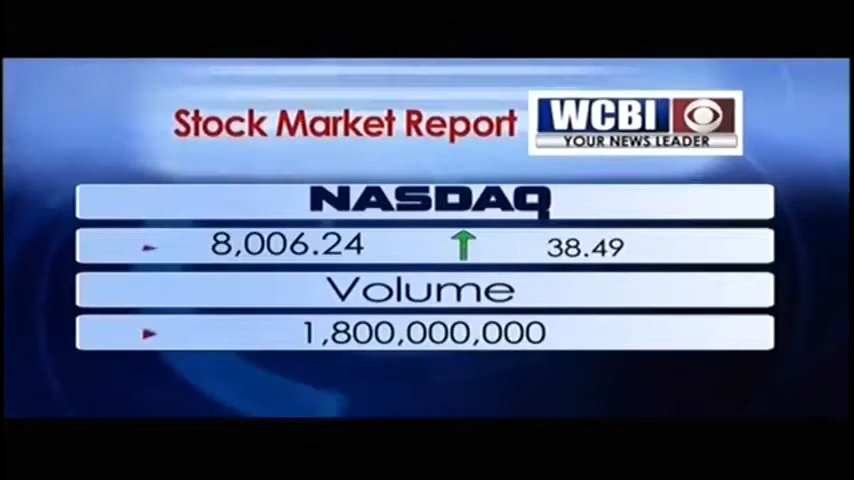 Stock Market Report
WCBI
YOUR NEWS LEADER
NASDAQ
8,006.24 38.49
Volume
1,800,000,000